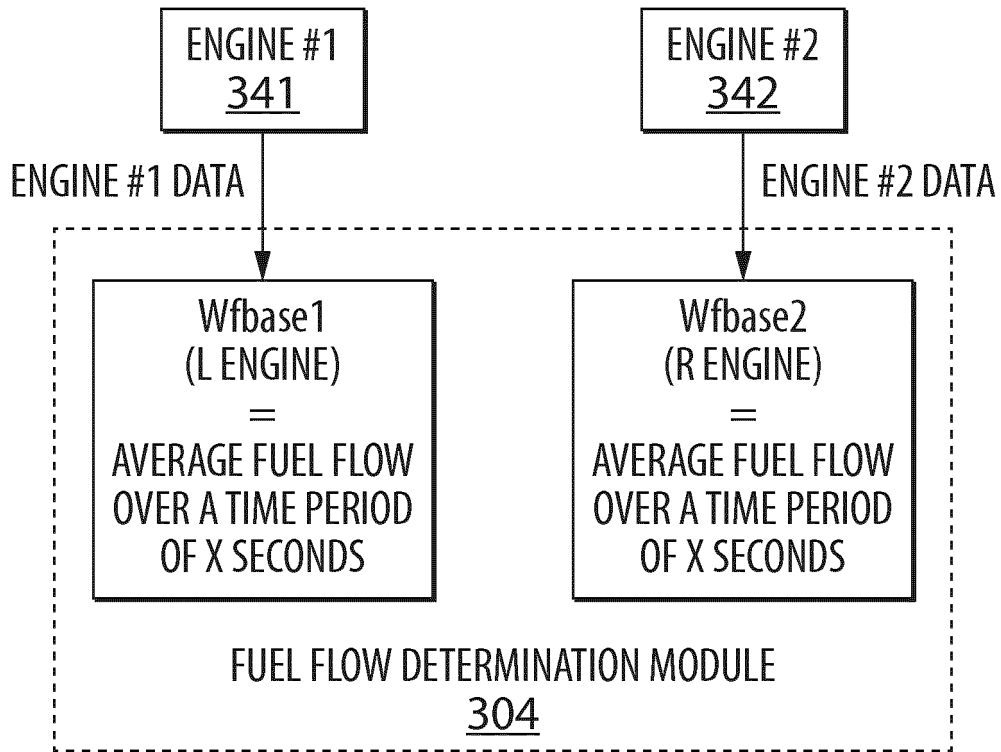 ENGINE #1
341
ENGINE #2
342
ENGINE #1 DATA
ENGINE #2 DATA
Wfbase1
(L ENGINE)
=
AVERAGE FUEL FLOW
OVER A TIME PERIOD
OF X SECONDS
Wfbase2
(R ENGINE)
=
AVERAGE FUEL FLOW
OVER A TIME PERIOD
OF X SECONDS
FUEL FLOW DETERMINATION MODULE
304